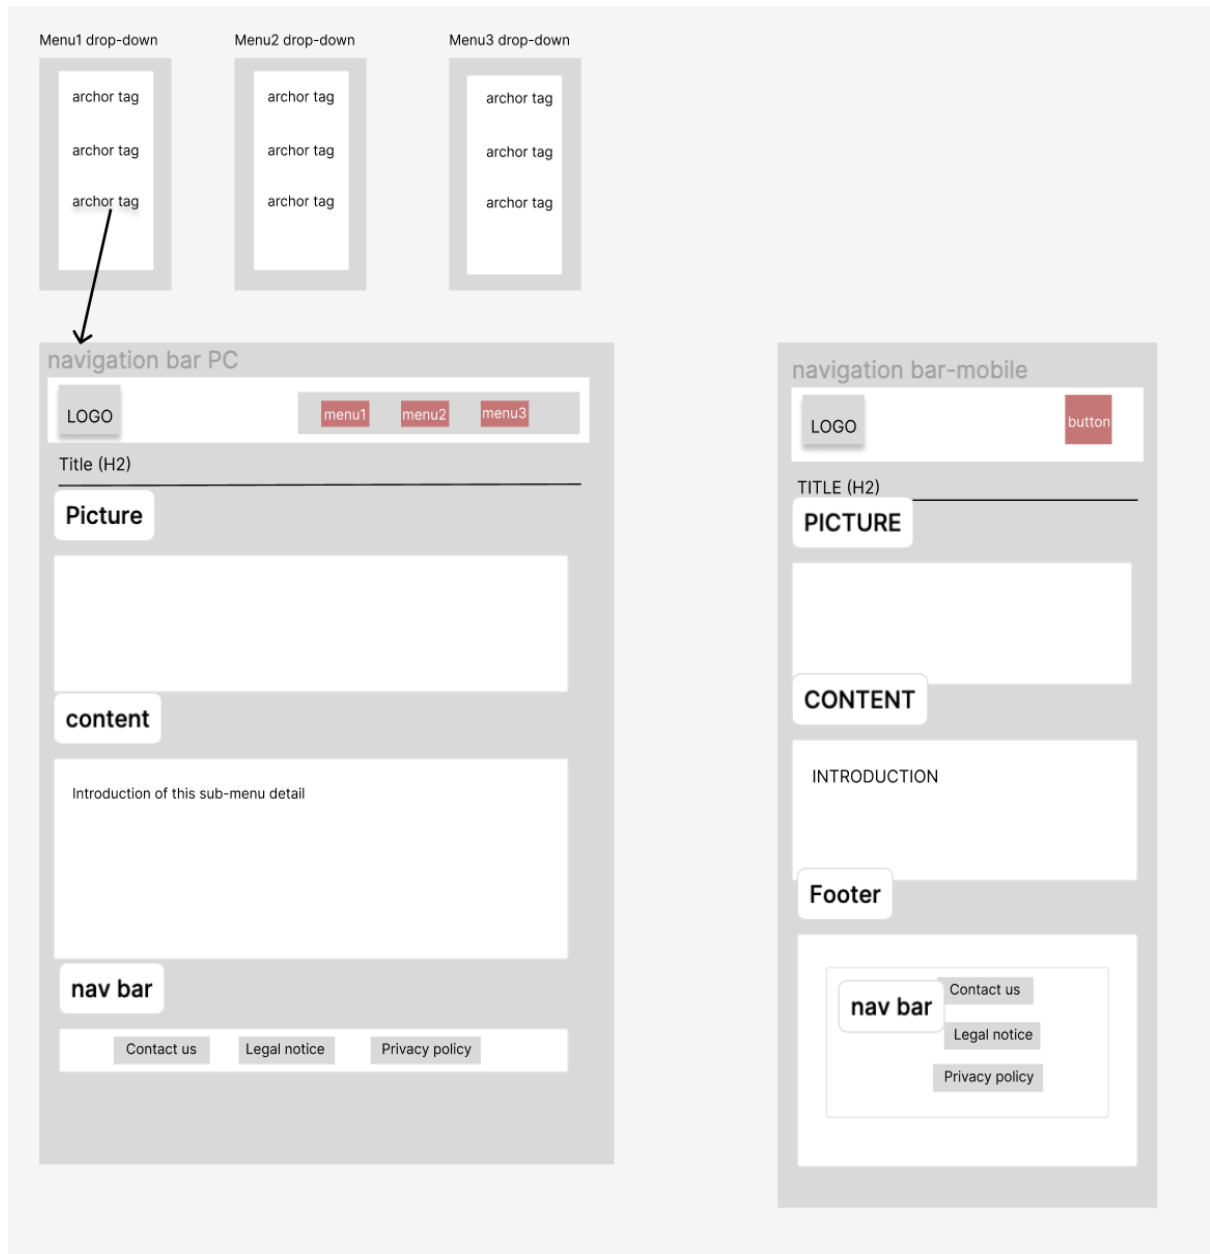 Menu1 drop-down
Menu2 drop-down
Menu3 drop-down
archor tag
archor tag
archor tag
archor tag
archor tag
archor tag
archor tag
archor tag
archor tag
navigation bar PC
LOGO
menu1
menu2
menu3
Title (H2)
Picture
content
Introduction of this sub-menu detail
nav bar
Contact us
Legal notice
Privacy policy
navigation bar-mobile
LOGO
button
TITLE (H2)
PICTURE
CONTENT
INTRODUCTION
Footer
nav bar
Contact us
Legal notice
Privacy policy